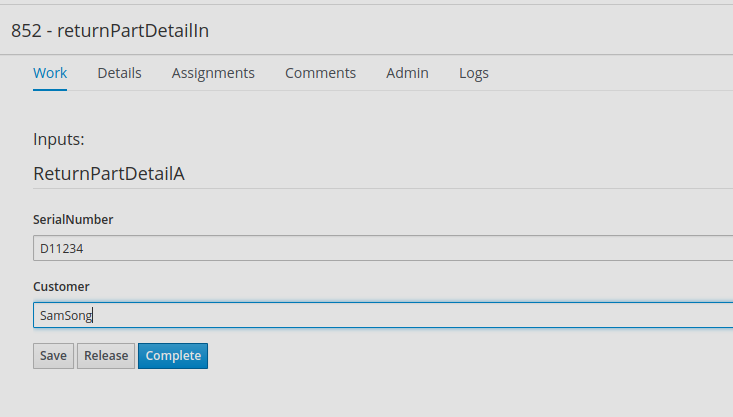 852 - returnPartDetailIn
Work Details Assignments Comments Admin Logs
Inputs:
ReturnPartDetailA
SerialNumber
D11234
Customer
SamSong
Save Release Complete